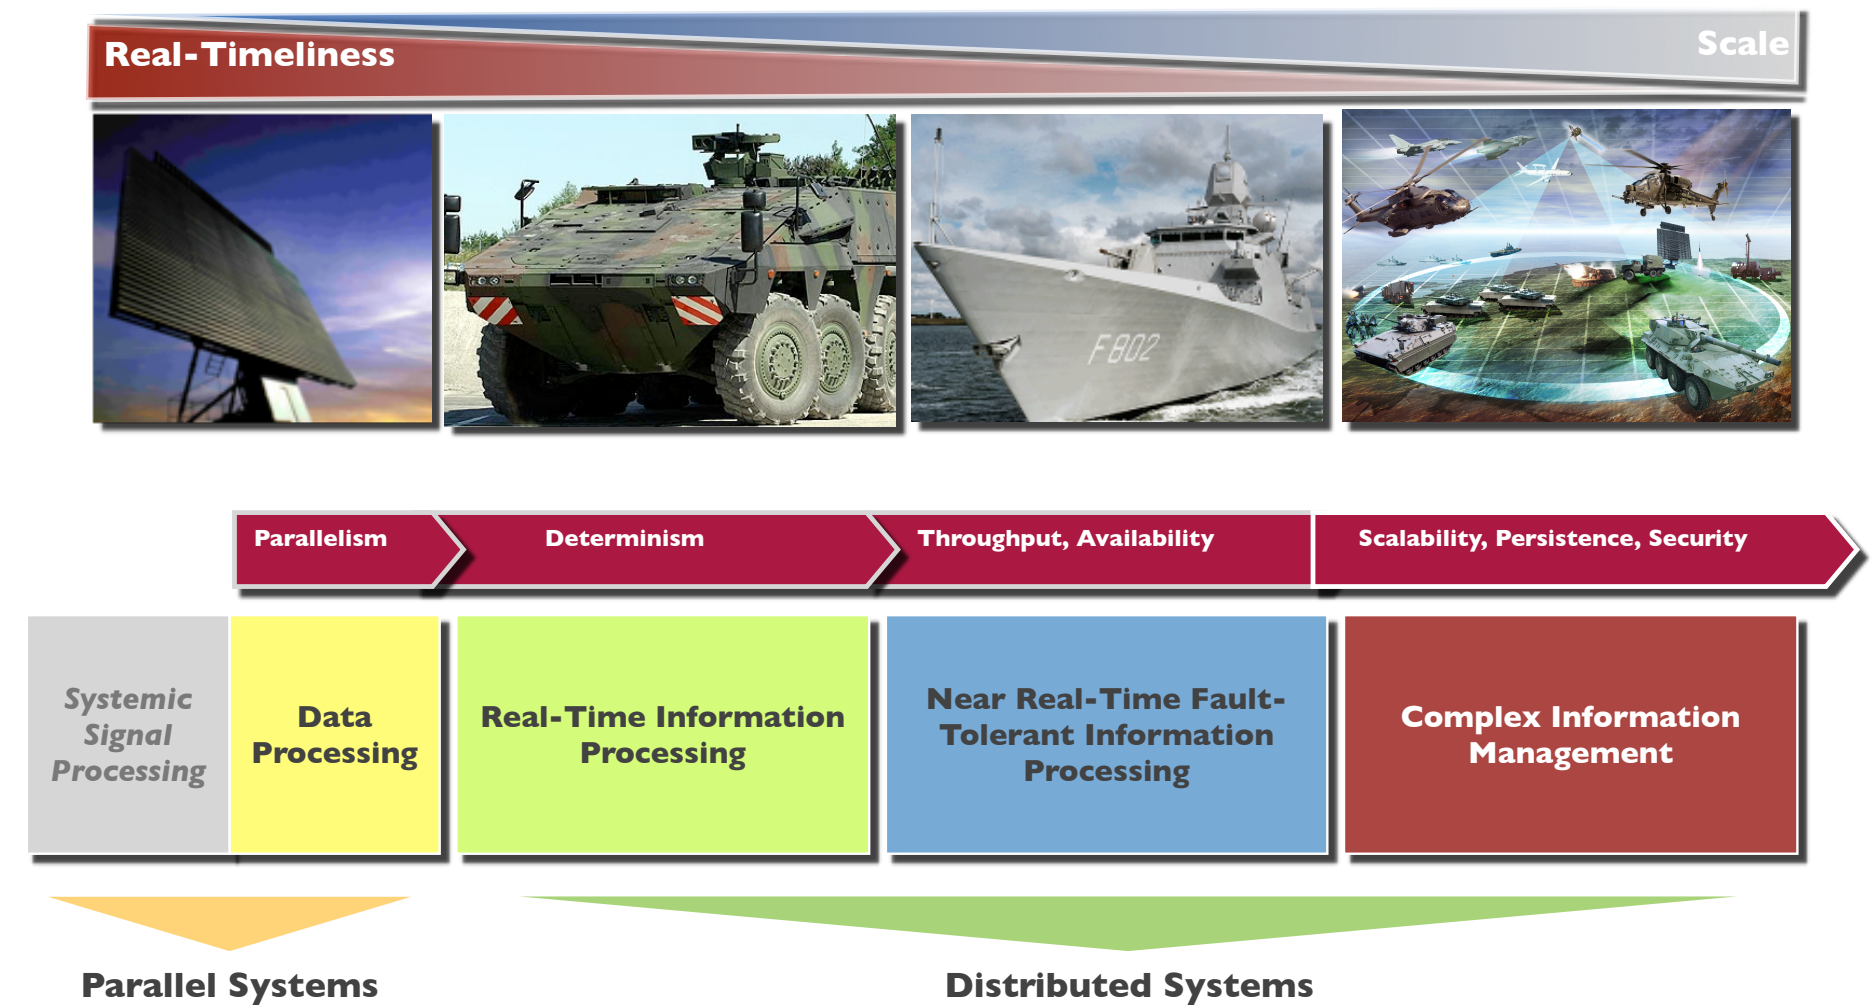 Real-Timeliness
Scale
F802
Parallelism
Determinism
Throughput, Availability
Scalability, Persistence, Security
Systemic
Signal
Processing
Data
Processing
Real-Time Information
Processing
Near Real-Time Fault-
Tolerant Information
Processing
Complex Information
Management
Parallel Systems
Distributed Systems